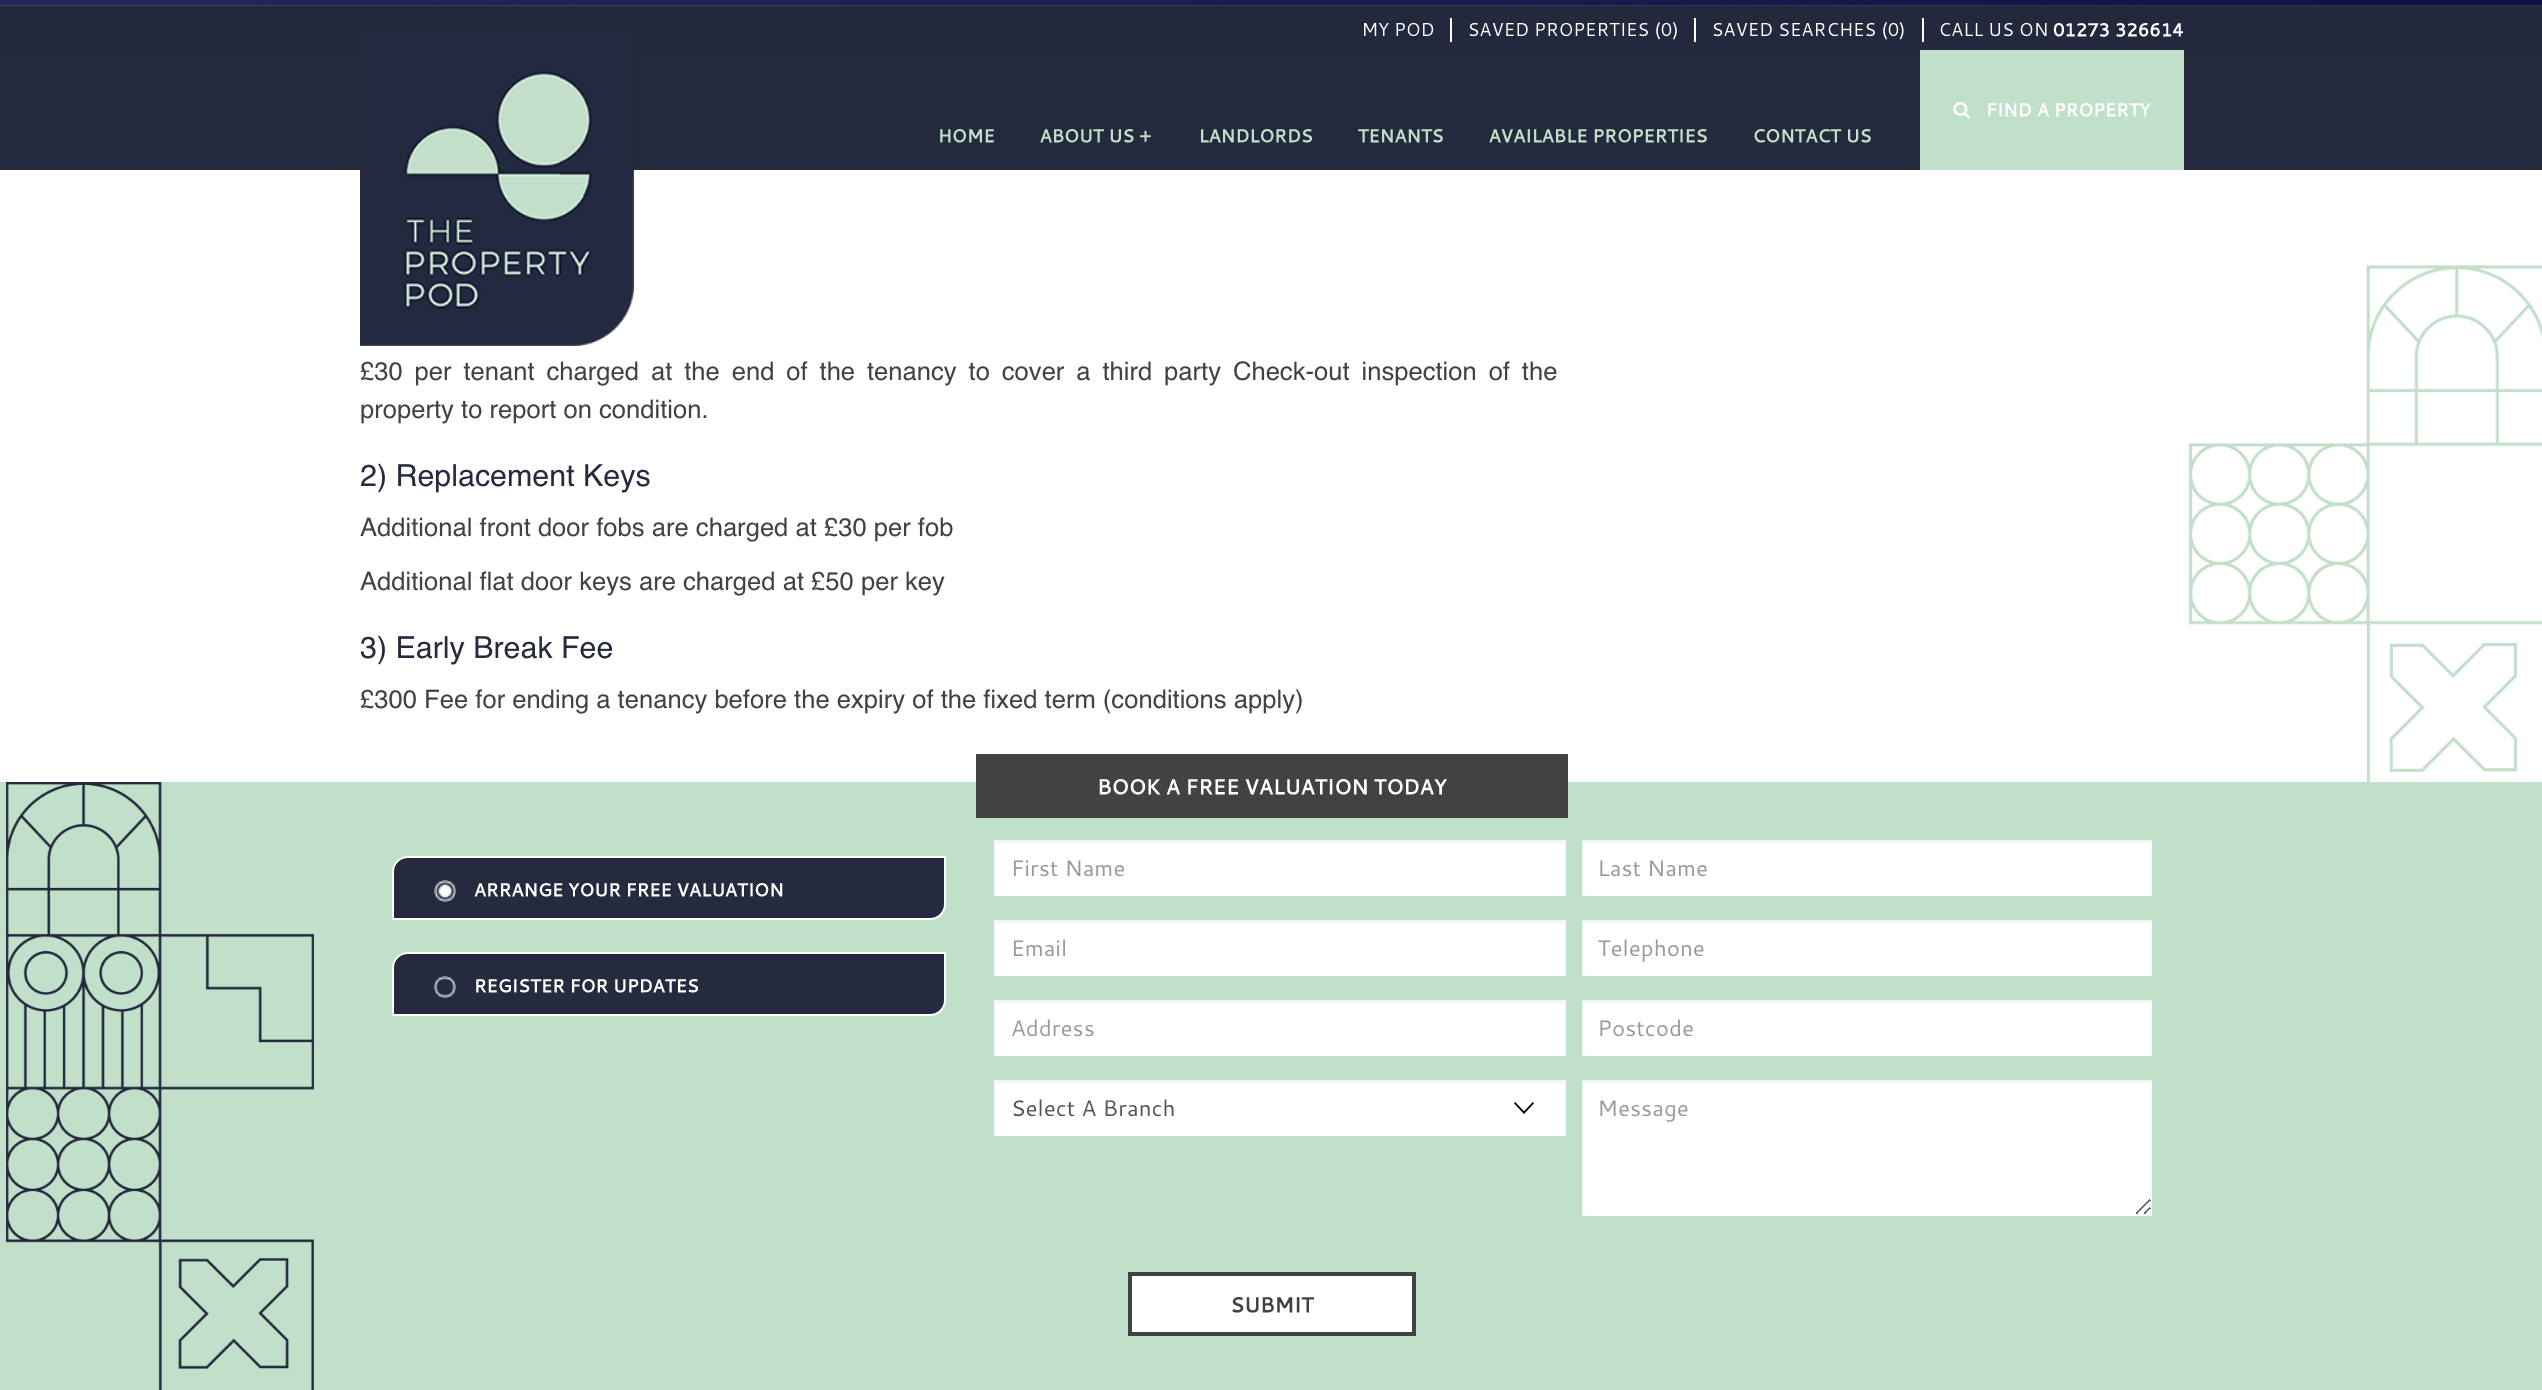 MY POD
SAVED PROPERTIES (0)
SAVED SEARCHES (0)
CALL US ON 01273 326614
THE
PROPERTY
POD
HOME
ABOUT US +
LANDLORDS
TENANTS
AVAILABLE PROPERTIES
CONTACT US
FIND A PROPERTY
£30 per tenant charged at the end of the tenancy to cover a third party Check-out inspection of the
property to report on condition.
2) Replacement Keys
Additional front door fobs are charged at £30 per fob
Additional flat door keys are charged at £50 per key
3) Early Break Fee
£300 Fee for ending a tenancy before the expiry of the fixed term (conditions apply)
BOOK A FREE VALUATION TODAY
ARRANGE YOUR FREE VALUATION
REGISTER FOR UPDATES
First Name
Last Name
Email
Telephone
Address
Postcode
Select A Branch
Message
SUBMIT